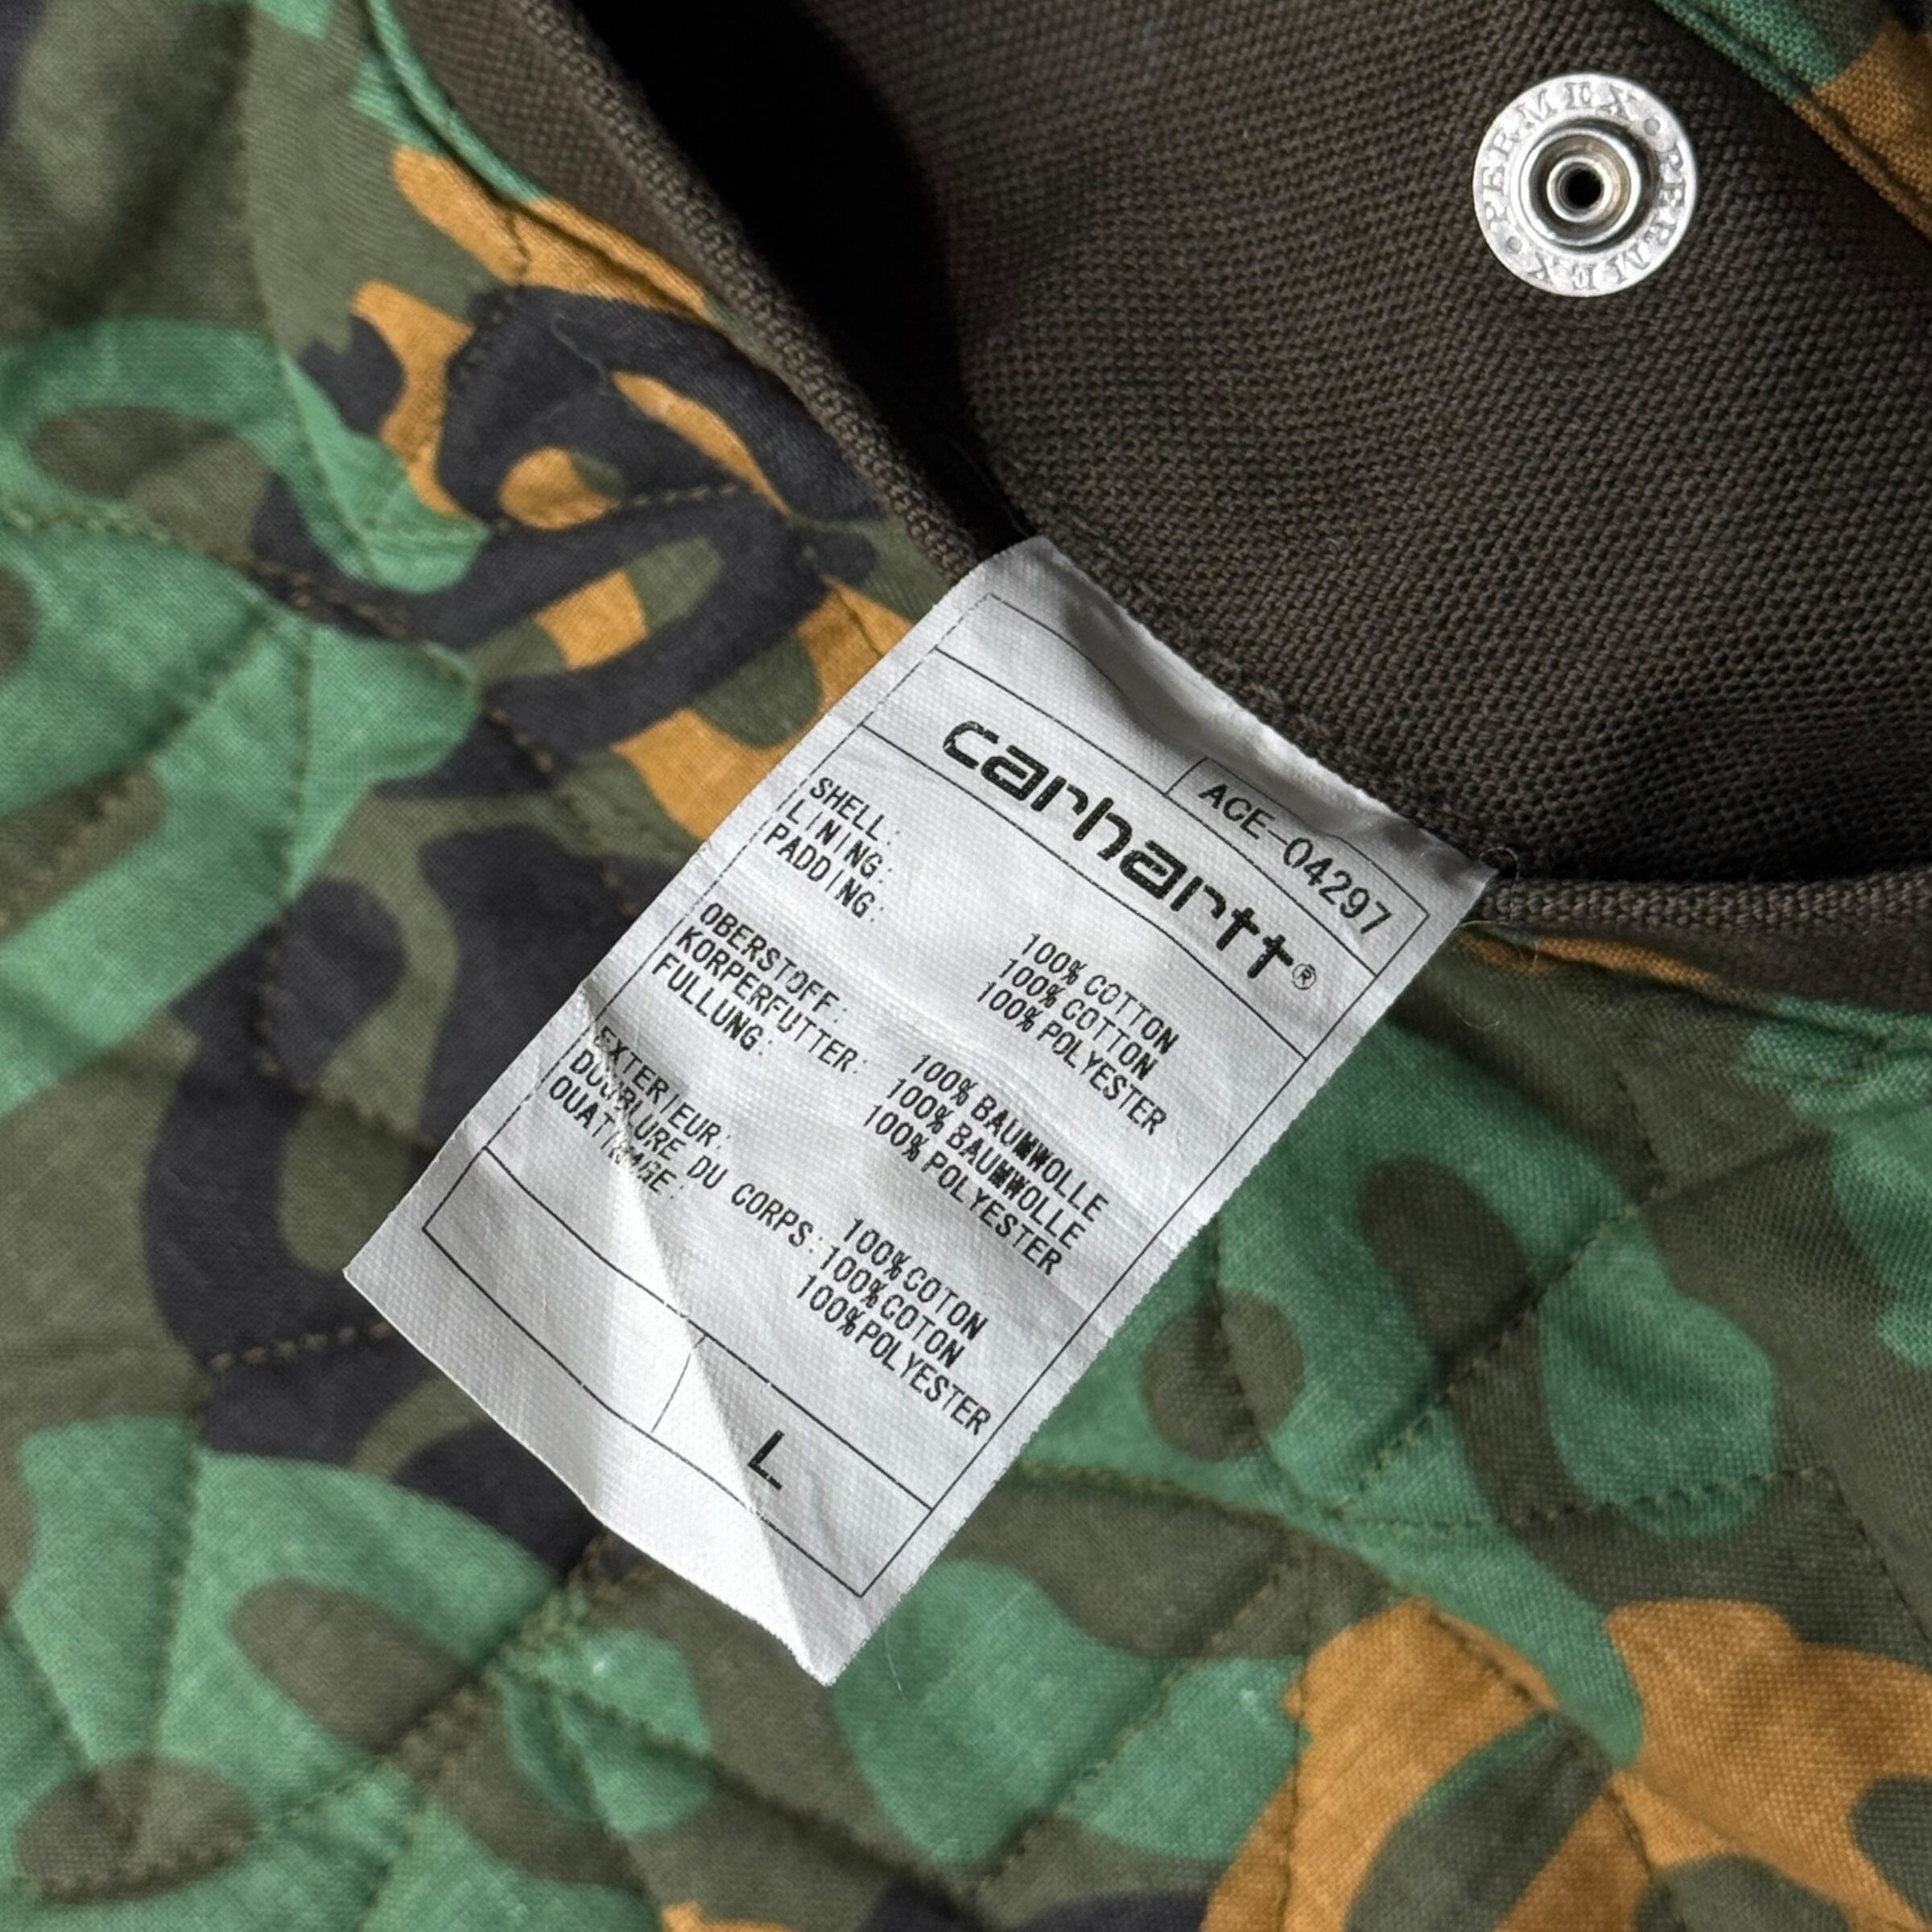 PERMEX • PERMEX •
ACE-04297
carhartt®
SHELL: 100% COTTON
LINING: 100% COTTON
PADDING: 100% POLYESTER
OBERSTOFF: 100% BAUMWOLLE
KORPERFUTTER: 100% BAUMWOLLE
FULLUNG: 100% POLYESTER
EXTERIEUR: 100%COTON
DOUBLURE DU CORPS: 100%COTON
OUATINAGE: 100%POLYESTER
L